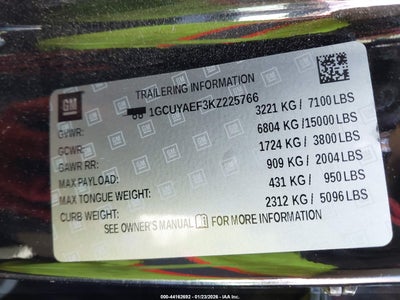 TRAILERING INFORMATION
GM
1GCUYAEF3KZ225766
GVWR: 3221 KG / 7100 LBS
GCWR: 6804 KG /15000 LBS
GAWR RR: 1724 KG / 3800 LBS
MAX PAYLOAD: 909 KG / 2004 LBS
MAX TONGUE WEIGHT: 431 KG / 950 LBS
CURB WEIGHT: 2312 KG / 5096 LBS
SEE OWNER'S MANUAL FOR MORE INFORMATION
000-44162692 - 01/23/2026 - IAA Inc.